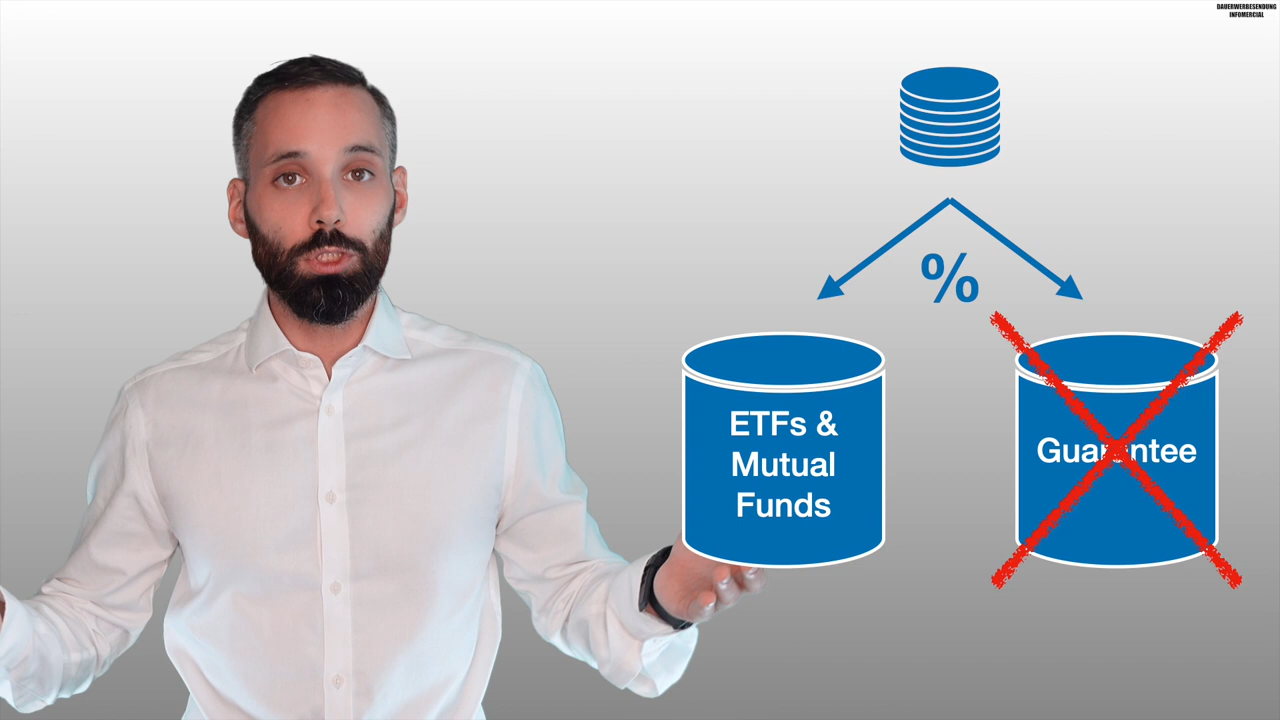 DAUERWERBESENDUNG
INFOMERCIAL
%
ETFs &
Mutual
Funds
Guarantee